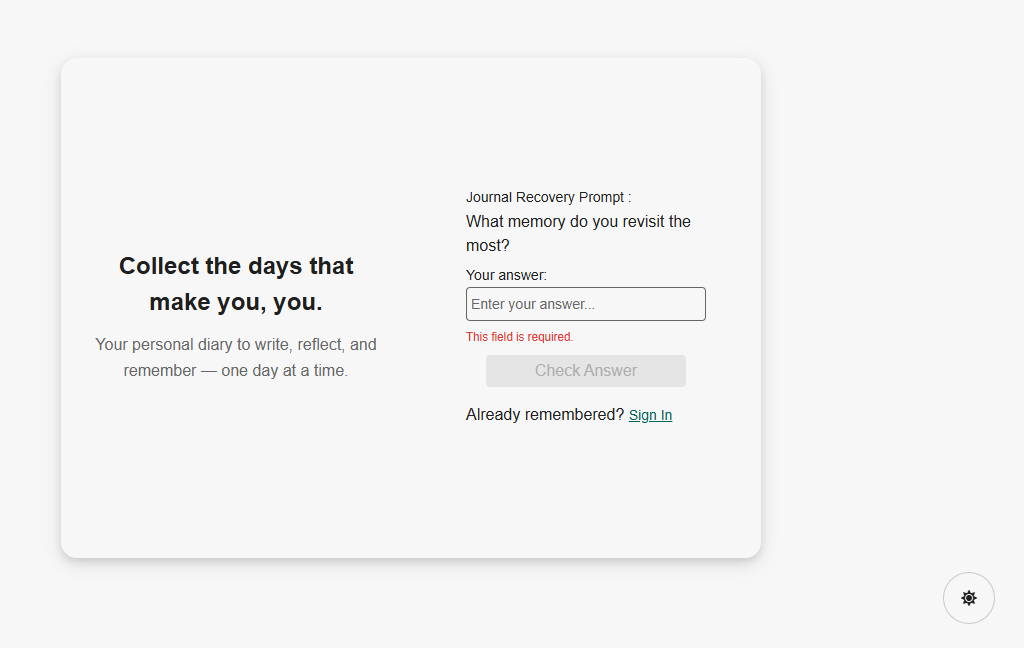 Collect the days that
make you, you.
Your personal diary to write, reflect, and
remember — one day at a time.
Journal Recovery Prompt :
What memory do you revisit the
most?
Your answer:
Enter your answer...
This field is required.
Check Answer
Already remembered? Sign In